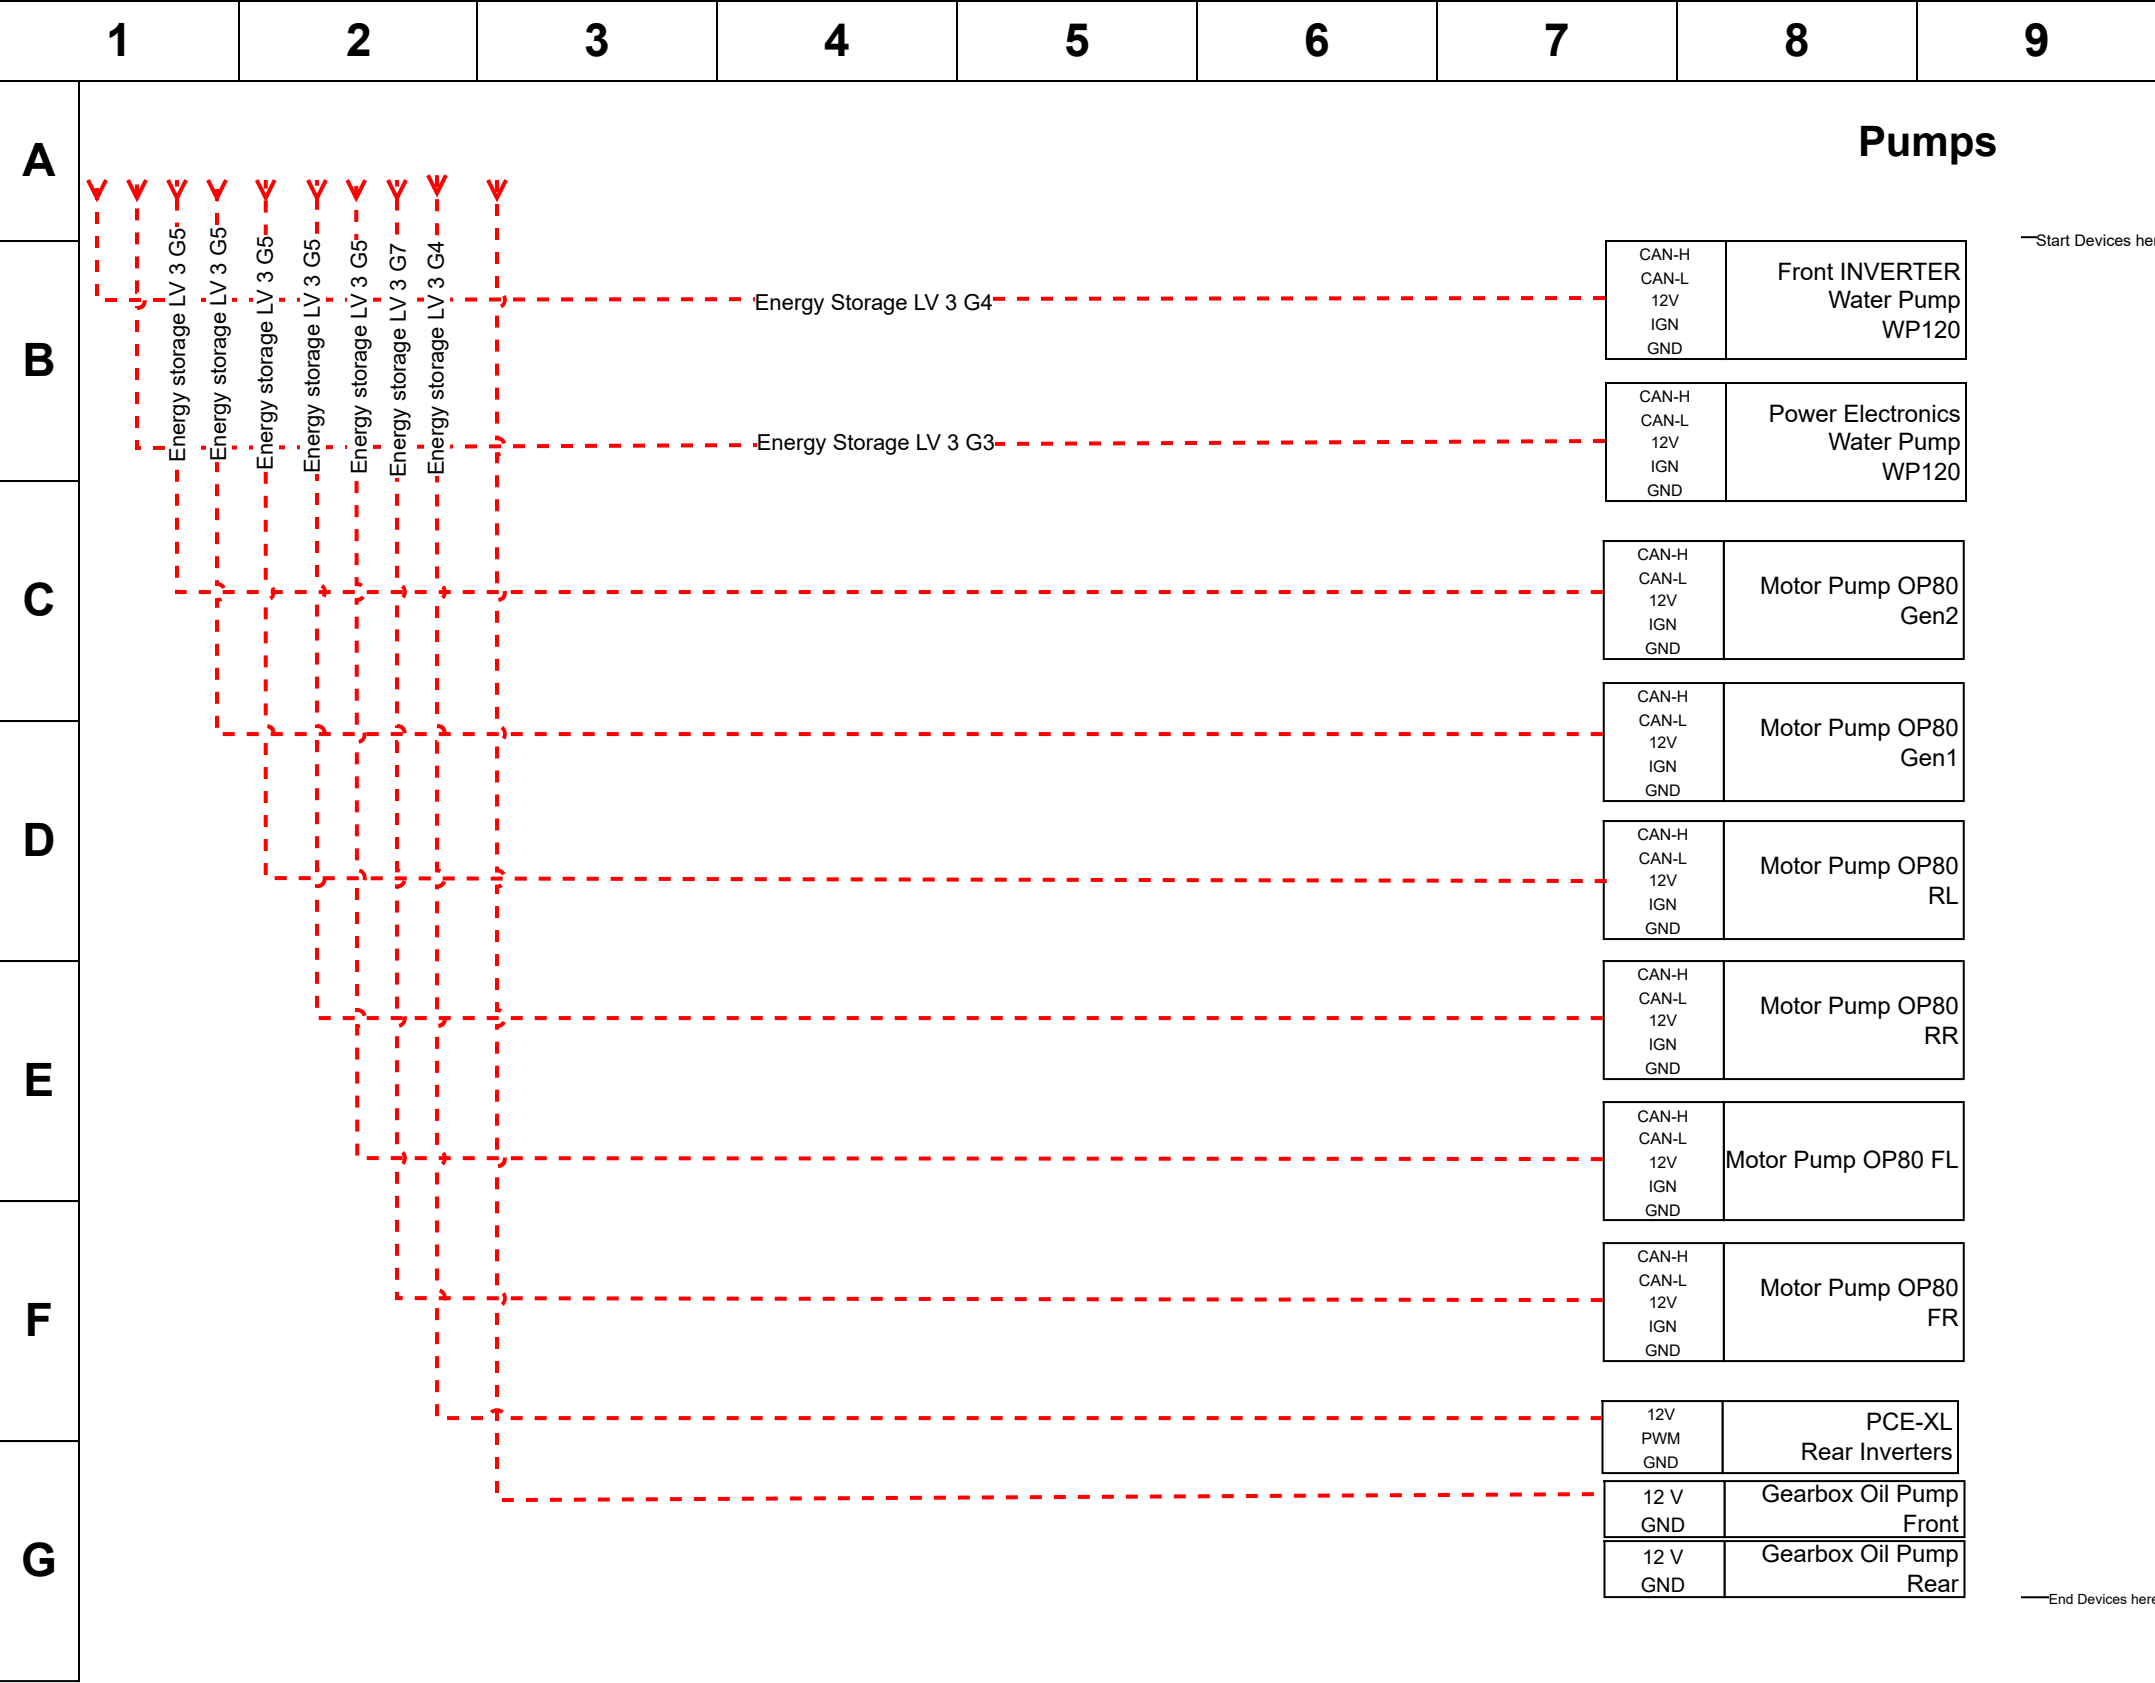 1 2 3 4 5 6 7 8 9
A
Pumps
Start Devices her
Energy storage LV 3 G5
Energy storage LV 3 G5
Energy storage LV 3 G5
Energy storage LV 3 G5
Energy storage LV 3 G5
Energy storage LV 3 G7
Energy storage LV 3 G4
B
Energy Storage LV 3 G4
CAN-H
CAN-L
12V
IGN
GND
Front INVERTER
Water Pump
WP120
Energy Storage LV 3 G3
CAN-H
CAN-L
12V
IGN
GND
Power Electronics
Water Pump
WP120
C
CAN-H
CAN-L
12V
IGN
GND
Motor Pump OP80
Gen2
CAN-H
CAN-L
12V
IGN
GND
Motor Pump OP80
Gen1
D
CAN-H
CAN-L
12V
IGN
GND
Motor Pump OP80
RL
E
CAN-H
CAN-L
12V
IGN
GND
Motor Pump OP80
RR
CAN-H
CAN-L
12V
IGN
GND
Motor Pump OP80 FL
F
CAN-H
CAN-L
12V
IGN
GND
Motor Pump OP80
FR
12V
PWM
GND
PCE-XL
Rear Inverters
G
12 V
GND
Gearbox Oil Pump
Front
12 V
GND
Gearbox Oil Pump
Rear
End Devices here